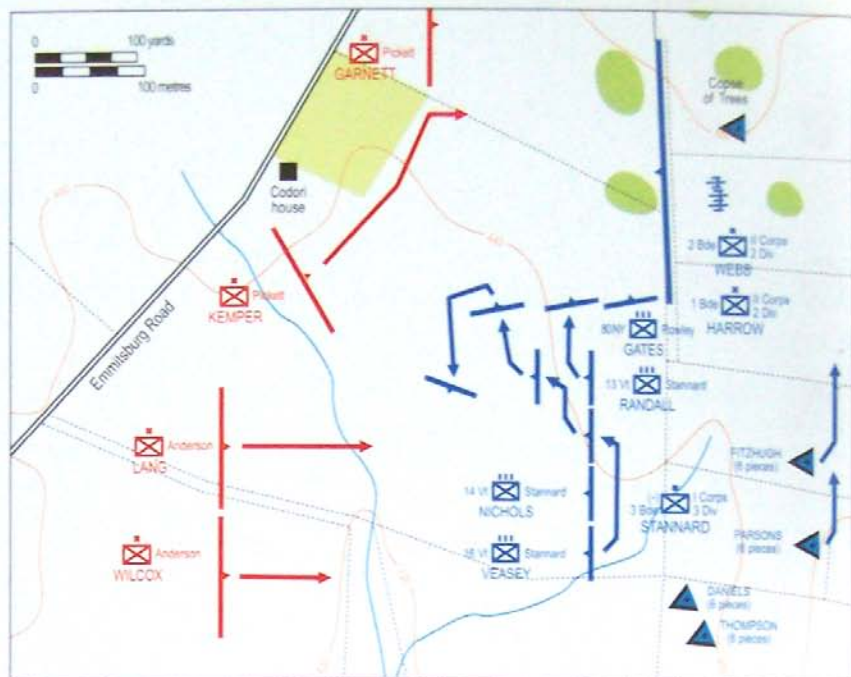 0 100 yards
0 100 metres
Pickett
GARNETT
Copse
of Trees
Codori
house
2 Bde II Corps
2 Div
WEBB
Pickett
KEMPER
1 Bde II Corps
2 Div
HARROW
80NY Rowley
GATES
Emmitsburg Road
13 Vt Stannard
RANDALL
Anderson
LANG
FITZHUGH
(6 pieces)
14 Vt Stannard
NICHOLS
(-) I Corps
3 Bde 3 Div
STANNARD
Anderson
WILCOX
16 Vt Stannard
VEASEY
PARSONS
(6 pieces)
DANIELS
(6 pieces)
THOMPSON
(6 pieces)